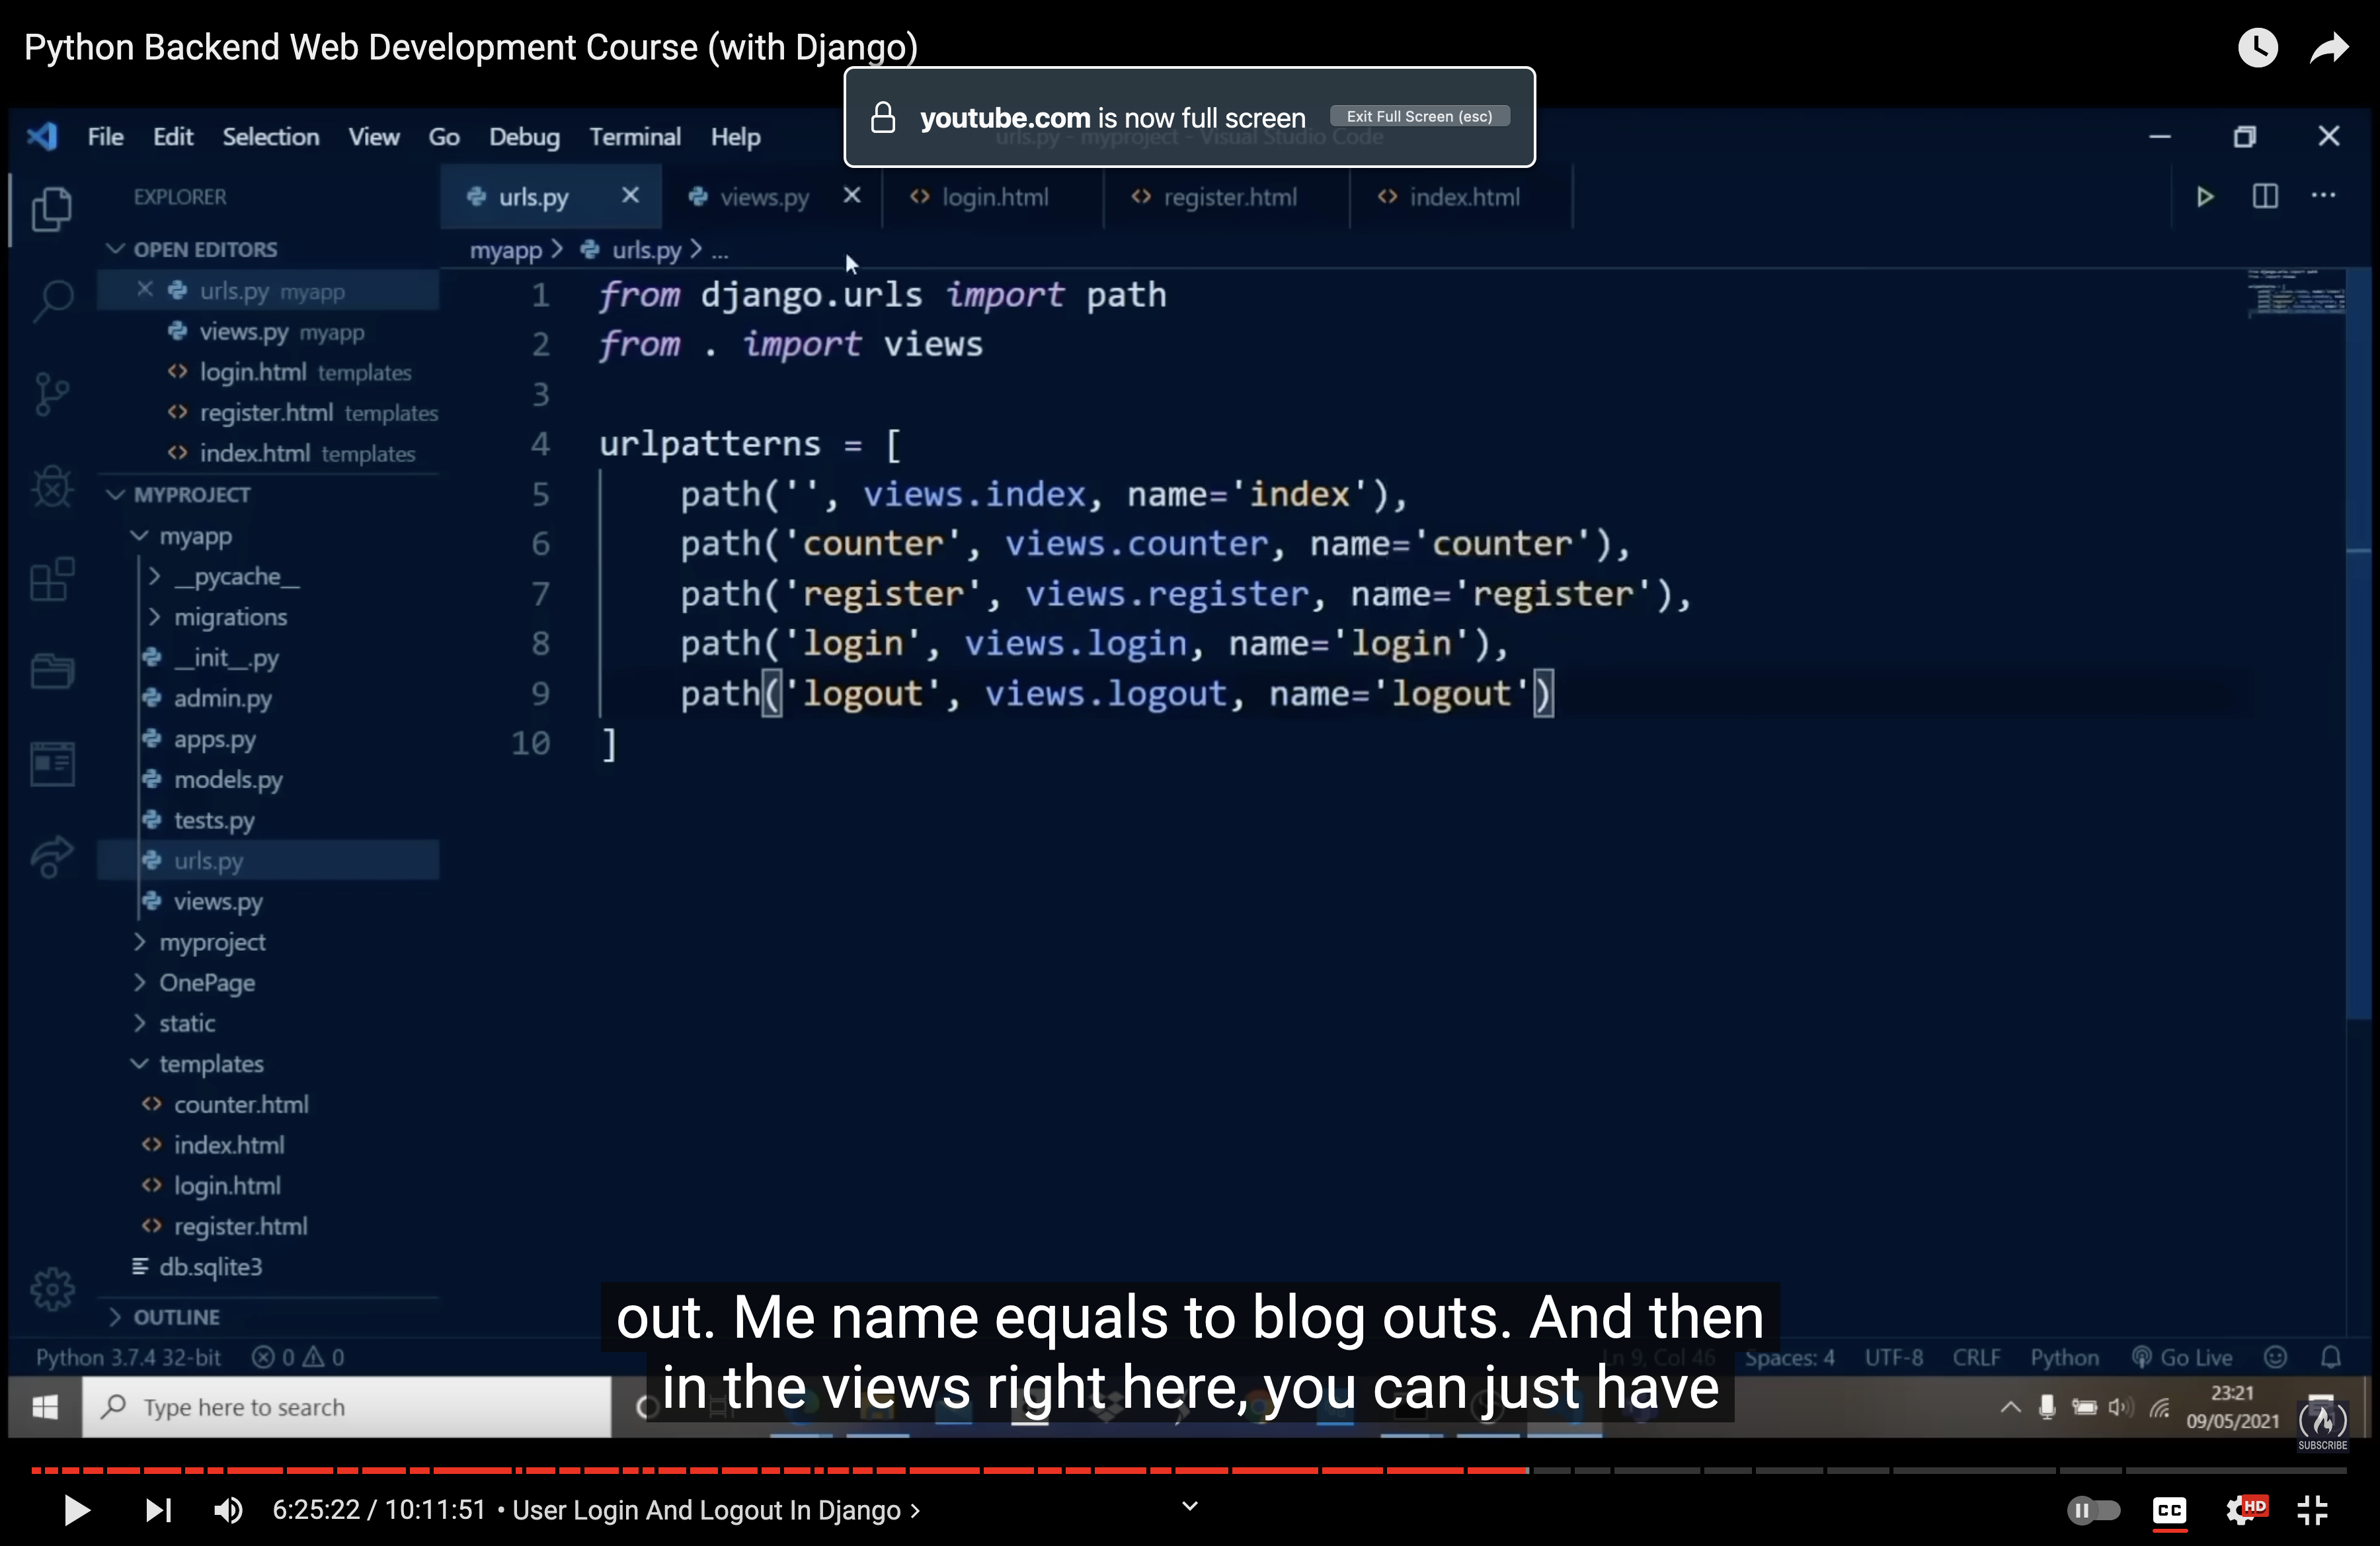 Python Backend Web Development Course (with Django)
youtube.com is now full screen Exit Full Screen (esc)
File Edit Selection View Go Debug Terminal Help
urls.py - myproject - Visual Studio Code
EXPLORER
urls.py views.py login.html register.html index.html
OPEN EDITORS
myapp > urls.py > ...
urls.py myapp
views.py myapp
login.html templates
register.html templates
index.html templates
MYPROJECT
myapp
__pycache__
migrations
__init__.py
admin.py
apps.py
models.py
tests.py
urls.py
views.py
myproject
OnePage
static
templates
counter.html
index.html
login.html
register.html
db.sqlite3
OUTLINE
1 from django.urls import path
2 from . import views
3
4 urlpatterns = [
5 path('', views.index, name='index'),
6 path('counter', views.counter, name='counter'),
7 path('register', views.register, name='register'),
8 path('login', views.login, name='login'),
9 path('logout', views.logout, name='logout')
10 ]
out. Me name equals to blog outs. And then
in the views right here, you can just have
Python 3.7.4 32-bit 0 0 Ln 9, Col 46 Spaces: 4 UTF-8 CRLF Python Go Live
Type here to search
23:21
09/05/2021
SUBSCRIBE
6:25:22 / 10:11:51 • User Login And Logout In Django >
CC HD